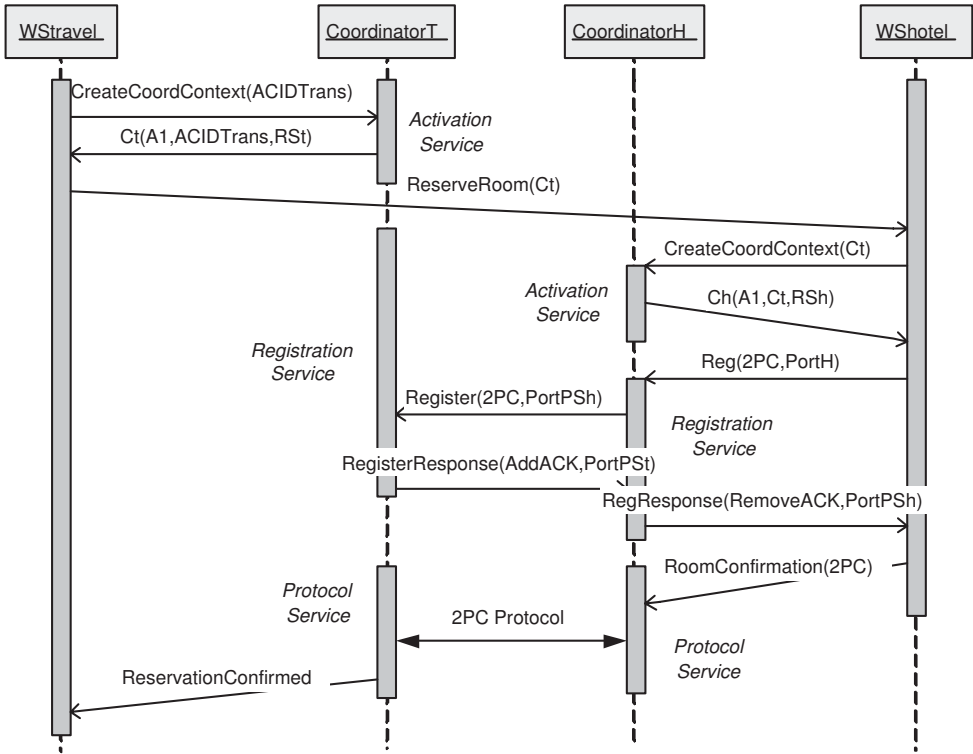 WStravel
CoordinatorT
CoordinatorH
WShotel
CreateCoordContext(ACIDTrans)
Activation
Service
Ct(A1,ACIDTrans,RSt)
ReserveRoom(Ct)
CreateCoordContext(Ct)
Activation
Service
Ch(A1,Ct,RSh)
Registration
Service
Reg(2PC,PortH)
Register(2PC,PortPSh)
Registration
Service
RegisterResponse(AddACK,PortPSt)
RegResponse(RemoveACK,PortPSh)
RoomConfirmation(2PC)
Protocol
Service
2PC Protocol
Protocol
Service
ReservationConfirmed